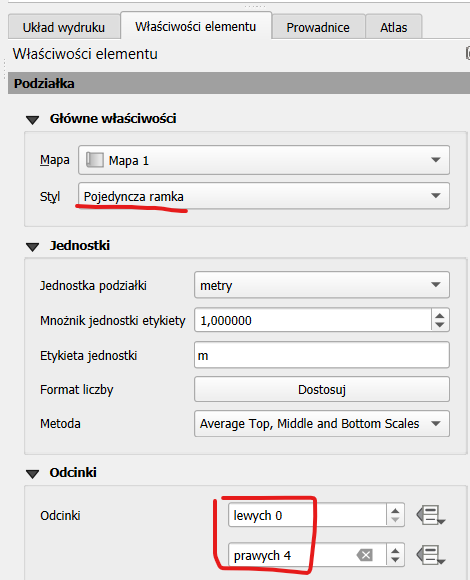 Układ wydruku Właściwości elementu Prowadnice Atlas
Właściwości elementu
Podziałka
Główne właściwości
Mapa Mapa 1
Styl Pojedyncza ramka
Jednostki
Jednostka podziałki metry
Mnożnik jednostki etykiety 1,000000
Etykieta jednostki m
Format liczby Dostosuj
Metoda Average Top, Middle and Bottom Scales
Odcinki
Odcinki lewych 0
prawych 4